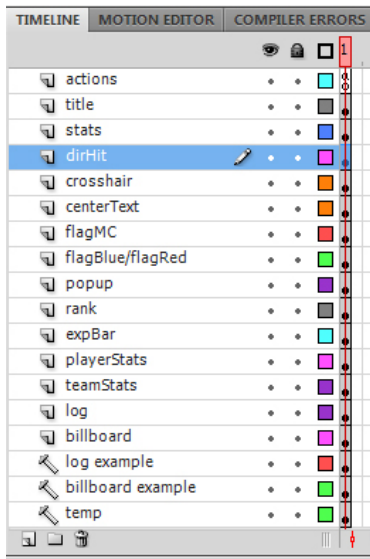 TIMELINE MOTION EDITOR COMPILER ERRORS
1
actions
title
stats
dirHit
crosshair
centerText
flagMC
flagBlue/flagRed
popup
rank
expBar
playerStats
teamStats
log
billboard
log example
billboard example
temp